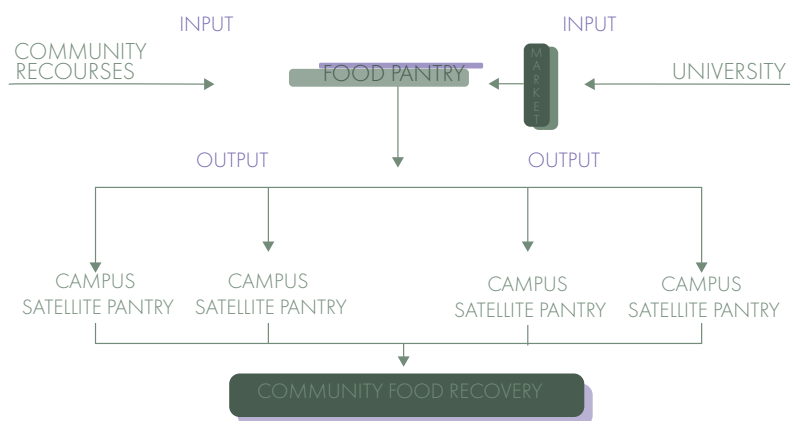 INPUT
INPUT
COMMUNITY
RECOURSES
FOOD PANTRY
MARKET
UNIVERSITY
OUTPUT
OUTPUT
CAMPUS
SATELLITE PANTRY
CAMPUS
SATELLITE PANTRY
CAMPUS
SATELLITE PANTRY
CAMPUS
SATELLITE PANTRY
COMMUNITY FOOD RECOVERY